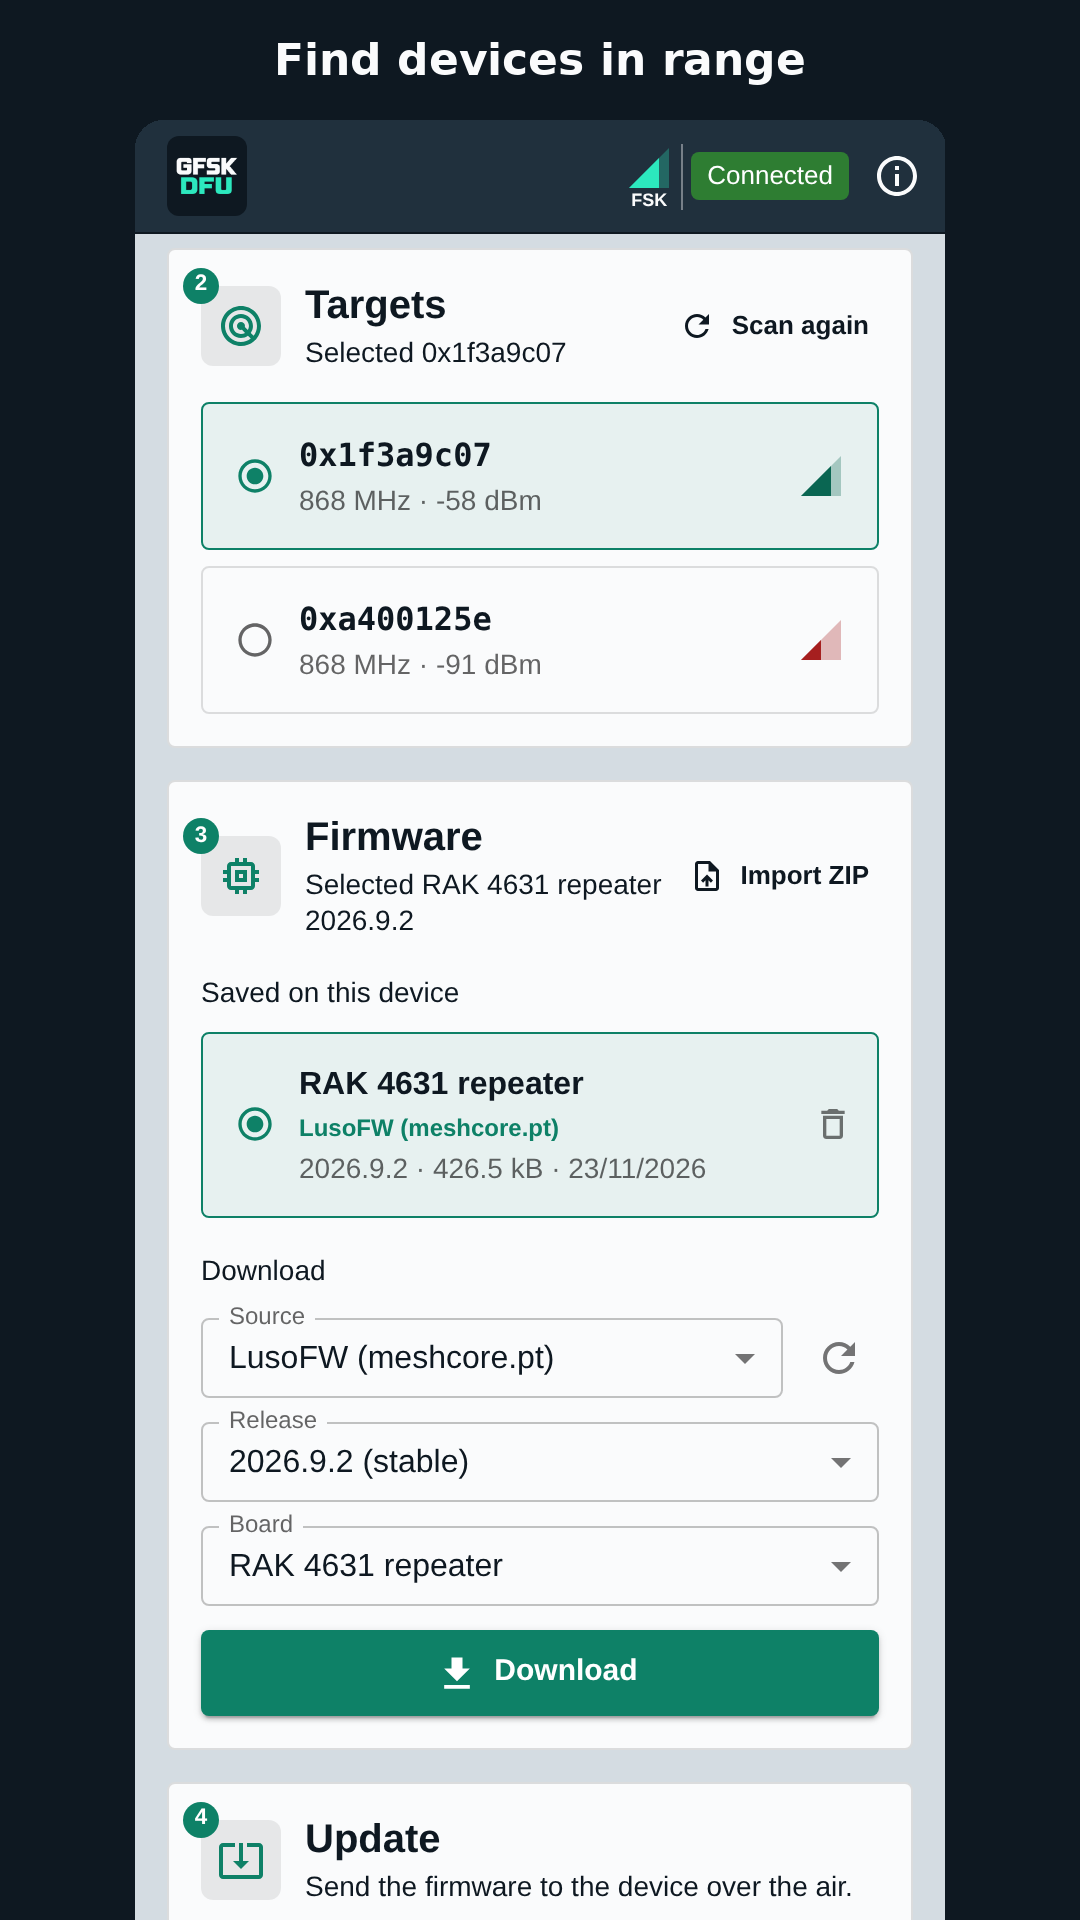 Find devices in range
GFSK
DFU
FSK
Connected
2
Targets
Selected 0x1f3a9c07
Scan again
0x1f3a9c07
868 MHz · -58 dBm
0xa400125e
868 MHz · -91 dBm
3
Firmware
Selected RAK 4631 repeater
2026.9.2
Import ZIP
Saved on this device
RAK 4631 repeater
LusoFW (meshcore.pt)
2026.9.2 · 426.5 kB · 23/11/2026
Download
Source
LusoFW (meshcore.pt)
Release
2026.9.2 (stable)
Board
RAK 4631 repeater
Download
4
Update
Send the firmware to the device over the air.